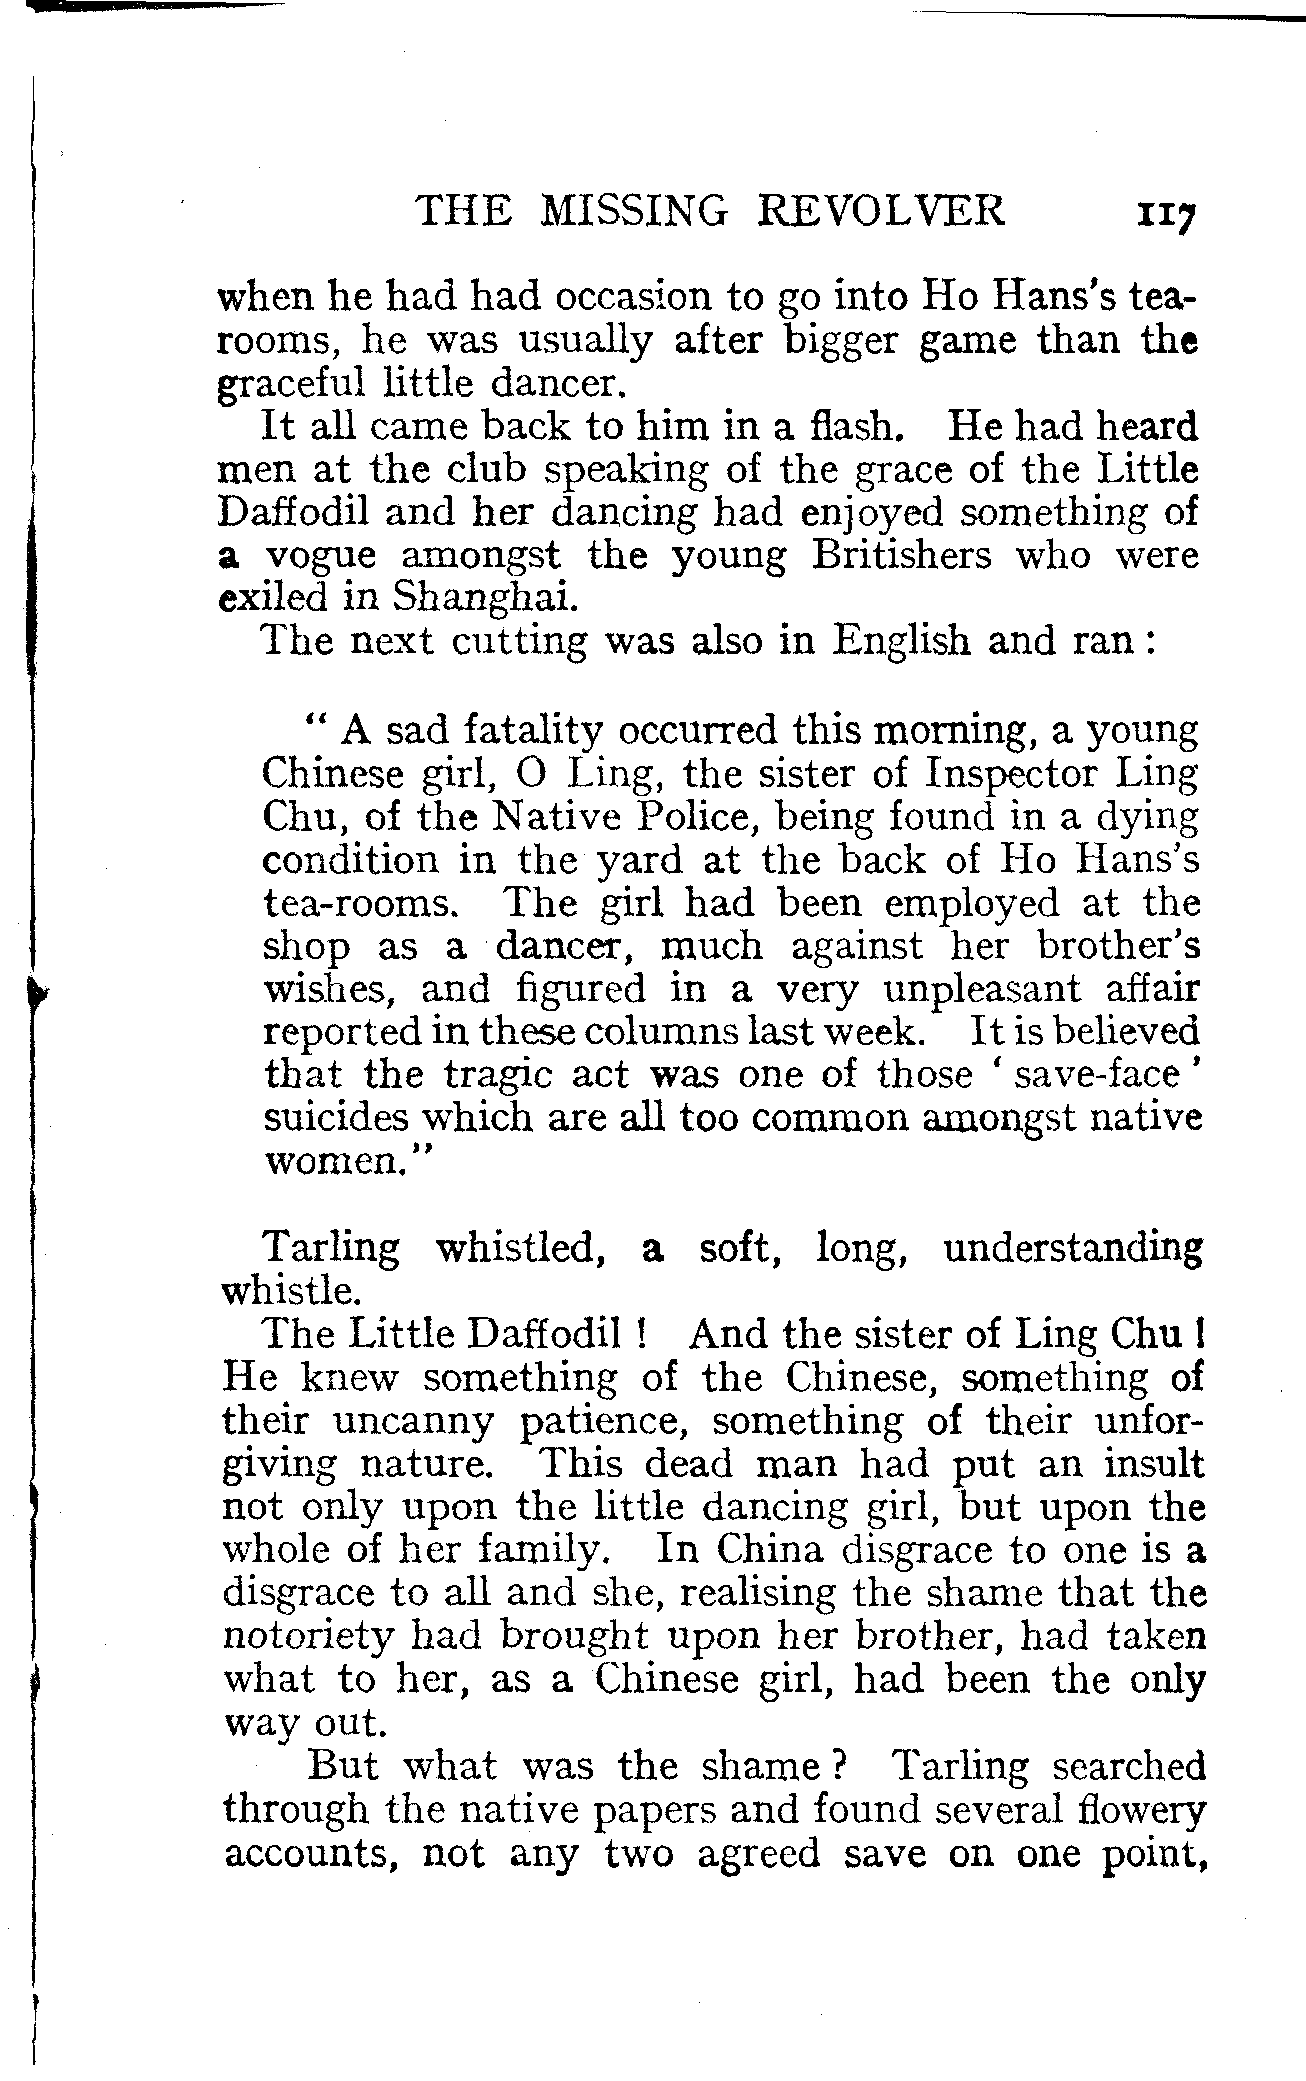 THE MISSING REVOLVER 117
when he had had occasion to go into Ho Hans's tea-
rooms, he was usually after bigger game than the
graceful little dancer.
It all came back to him in a flash. He had heard
men at the club speaking of the grace of the Little
Daffodil and her dancing had enjoyed something of
a vogue amongst the young Britishers who were
exiled in Shanghai.
The next cutting was also in English and ran :
“ A sad fatality occurred this morning, a young
Chinese girl, O Ling, the sister of Inspector Ling
Chu, of the Native Police, being found in a dying
condition in the yard at the back of Ho Hans's
tea-rooms. The girl had been employed at the
shop as a dancer, much against her brother's
wishes, and figured in a very unpleasant affair
reported in these columns last week. It is believed
that the tragic act was one of those ‘ save-face ’
suicides which are all too common amongst native
women.”
Tarling whistled, a soft, long, understanding
whistle.
The Little Daffodil ! And the sister of Ling Chu !
He knew something of the Chinese, something of
their uncanny patience, something of their unfor-
giving nature. This dead man had put an insult
not only upon the little dancing girl, but upon the
whole of her family. In China disgrace to one is a
disgrace to all and she, realising the shame that the
notoriety had brought upon her brother, had taken
what to her, as a Chinese girl, had been the only
way out.
But what was the shame ? Tarling searched
through the native papers and found several flowery
accounts, not any two agreed save on one point,